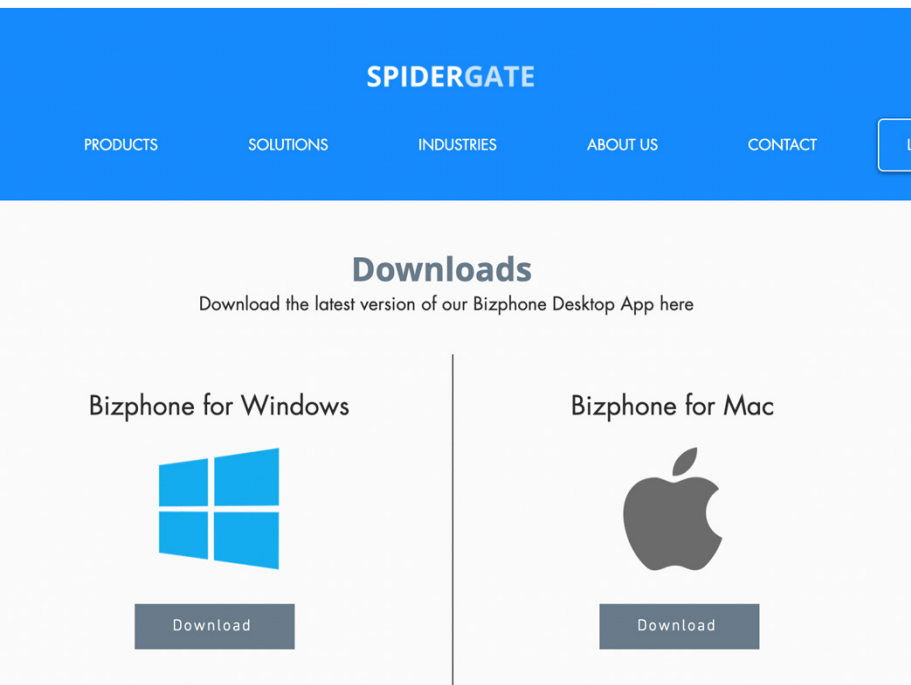 SPIDERGATE
PRODUCTS SOLUTIONS INDUSTRIES ABOUT US CONTACT
Downloads
Download the latest version of our Bizphone Desktop App here
Bizphone for Windows Bizphone for Mac
Download Download